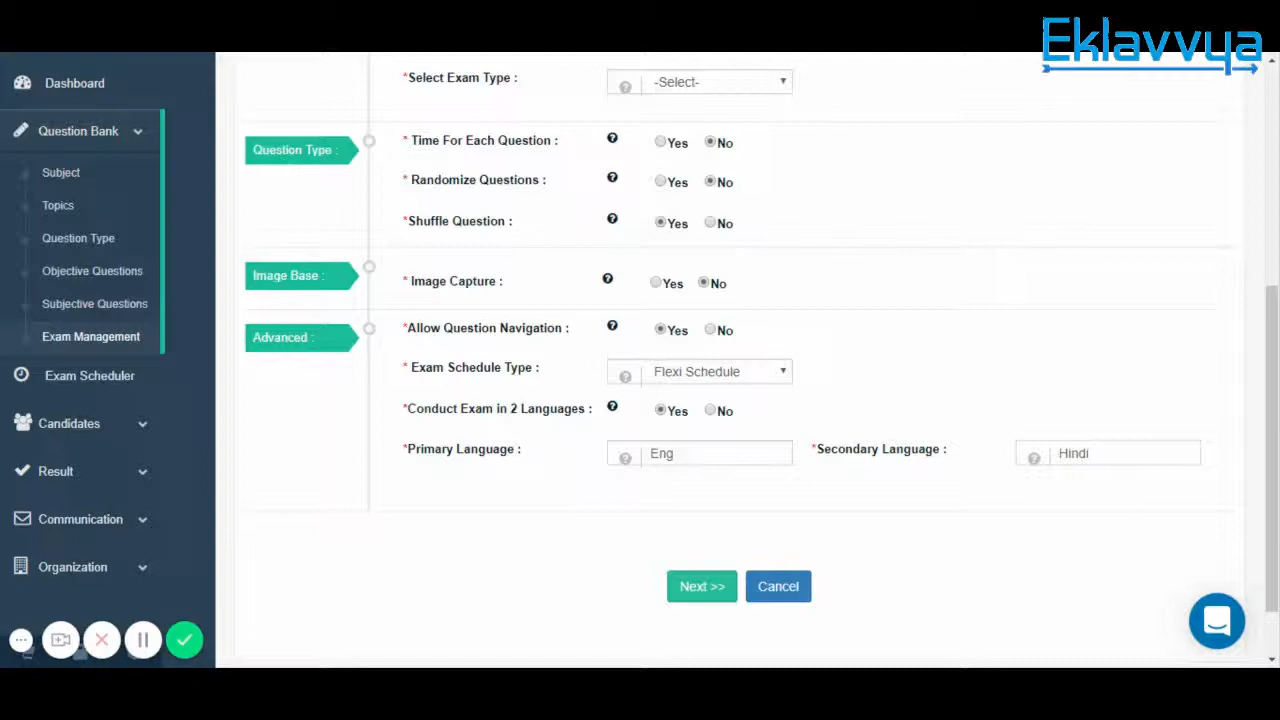 Eklavvya
Dashboard
Question Bank
Subject
Topics
Question Type
Objective Questions
Subjective Questions
Exam Management
Exam Scheduler
Candidates
Result
Communication
Organization
*Select Exam Type :
-Select-
Question Type :
* Time For Each Question :
Yes No
* Randomize Questions :
Yes No
*Shuffle Question :
Yes No
Image Base :
* Image Capture :
Yes No
Advanced :
*Allow Question Navigation :
Yes No
* Exam Schedule Type :
Flexi Schedule
*Conduct Exam in 2 Languages :
Yes No
*Primary Language :
Eng
*Secondary Language :
Hindi
Next >>
Cancel